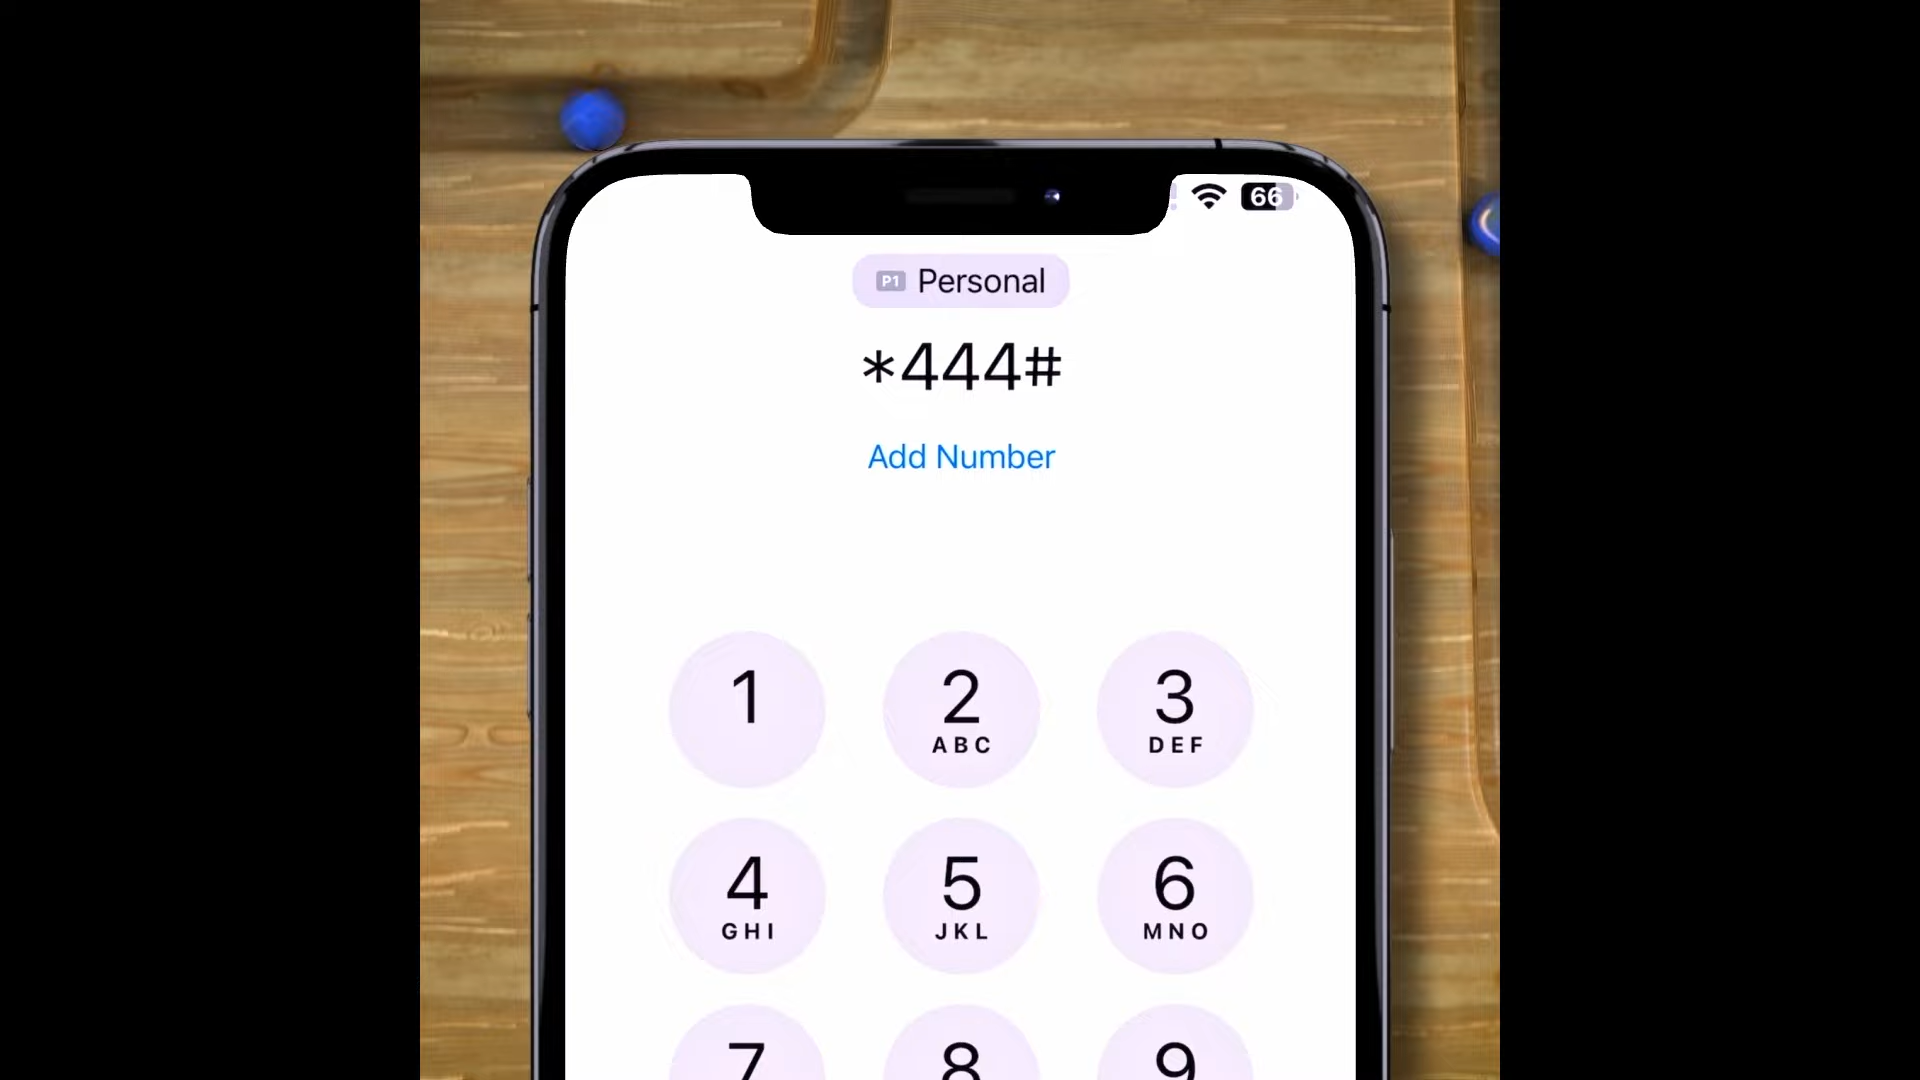 66
P1 Personal
*444#
Add Number
1 2 3
ABC DEF
4 5 6
GHI JKL MNO
7 8 9